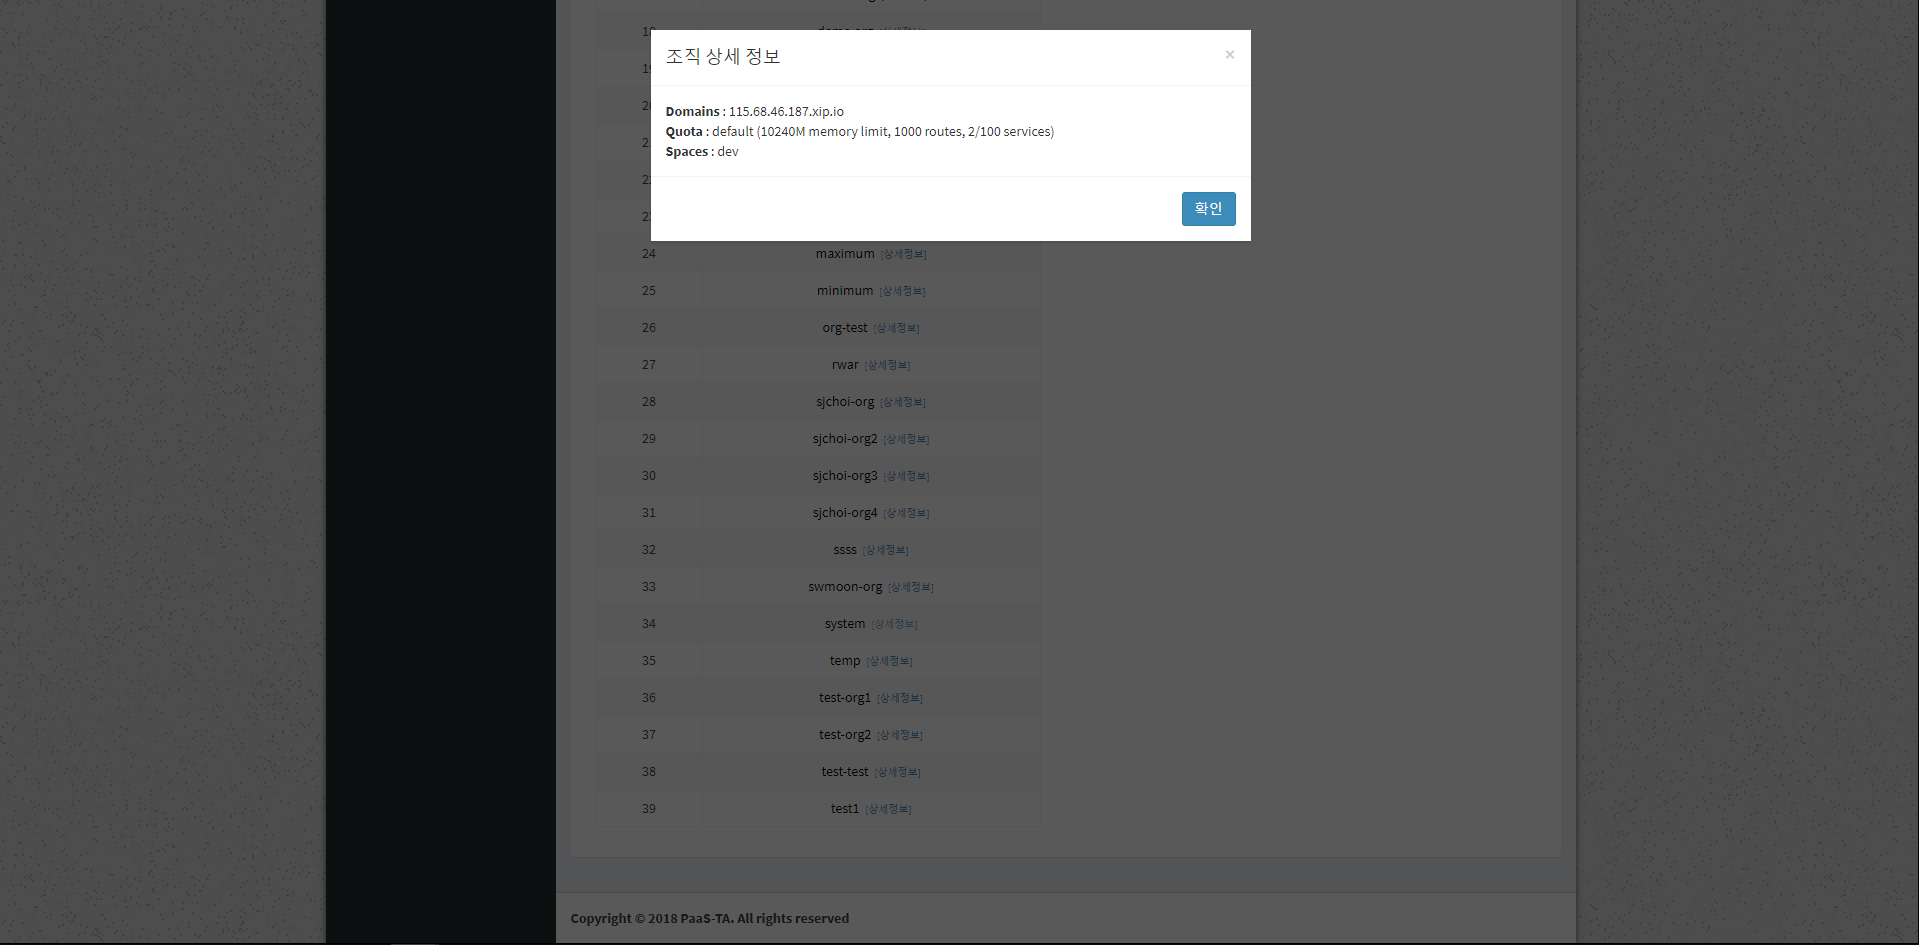 조직 상세 정보
×
Domains : 115.68.46.187.xip.io
Quota : default (10240M memory limit, 1000 routes, 2/100 services)
Spaces : dev
확인
24 maximum [상세정보]
25 minimum [상세정보]
26 org-test [상세정보]
27 rwar [상세정보]
28 sjchoi-org [상세정보]
29 sjchoi-org2 [상세정보]
30 sjchoi-org3 [상세정보]
31 sjchoi-org4 [상세정보]
32 ssss [상세정보]
33 swmoon-org [상세정보]
34 system [상세정보]
35 temp [상세정보]
36 test-org1 [상세정보]
37 test-org2 [상세정보]
38 test-test [상세정보]
39 test1 [상세정보]
Copyright © 2018 PaaS-TA. All rights reserved